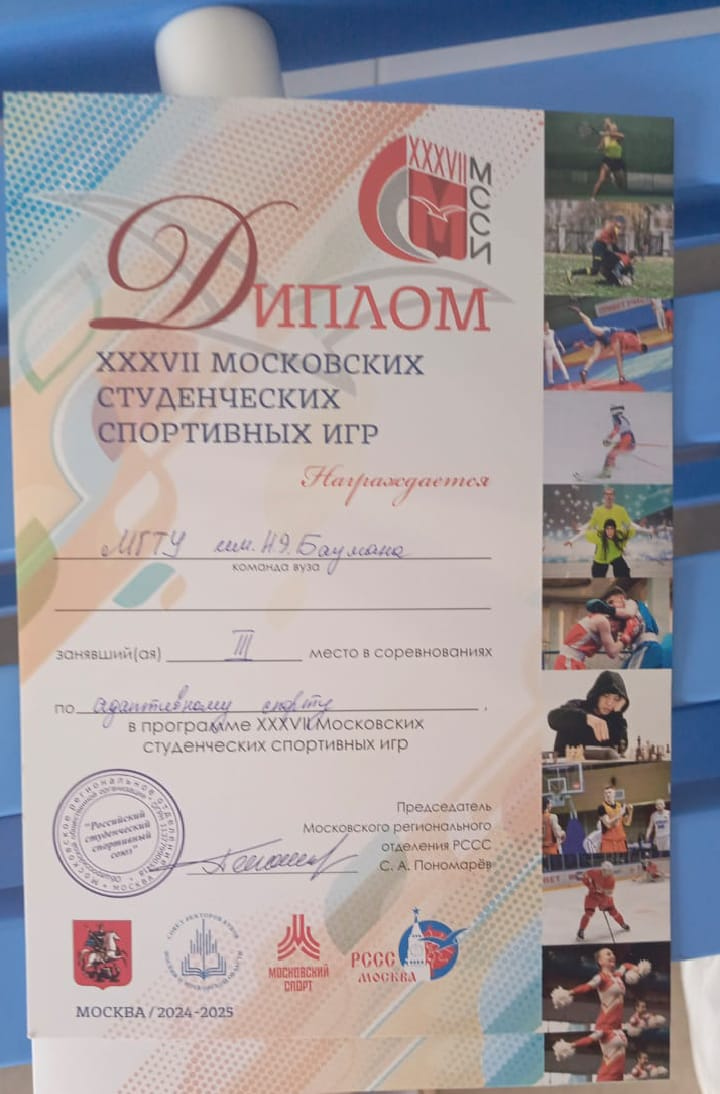 XXXVII
МССИ
ДИПЛОМ
XXXVII МОСКОВСКИХ
СТУДЕНЧЕСКИХ
СПОРТИВНЫХ ИГР
Награждается
МГТУ им. Н.Э. Баумана
команда вуза
занявший(ая) III место в соревнованиях
по адаптивному спорту,
в программе XXXVII Московских
студенческих спортивных игр
Председатель
Московского регионального
отделения РССС
С. А. Пономарёв
"Российский
студенческий
спортивный
союз"
МОСКОВСКИЙ
СПОРТ
РССС
МОСКВА
МОСКВА / 2024-2025